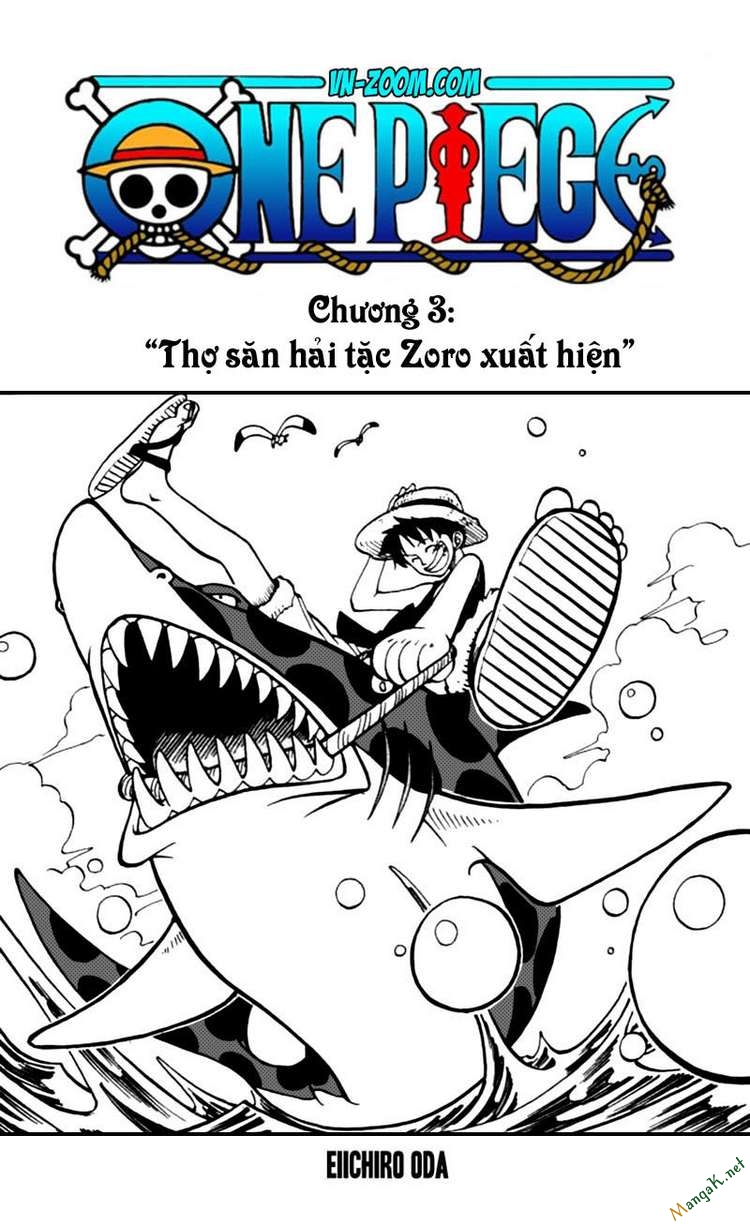 VN-ZOOM.COM
ONE PIECE
Chương 3:
“Thợ săn hải tặc Zoro xuất hiện”
EIICHIRO ODA
MangaK.net